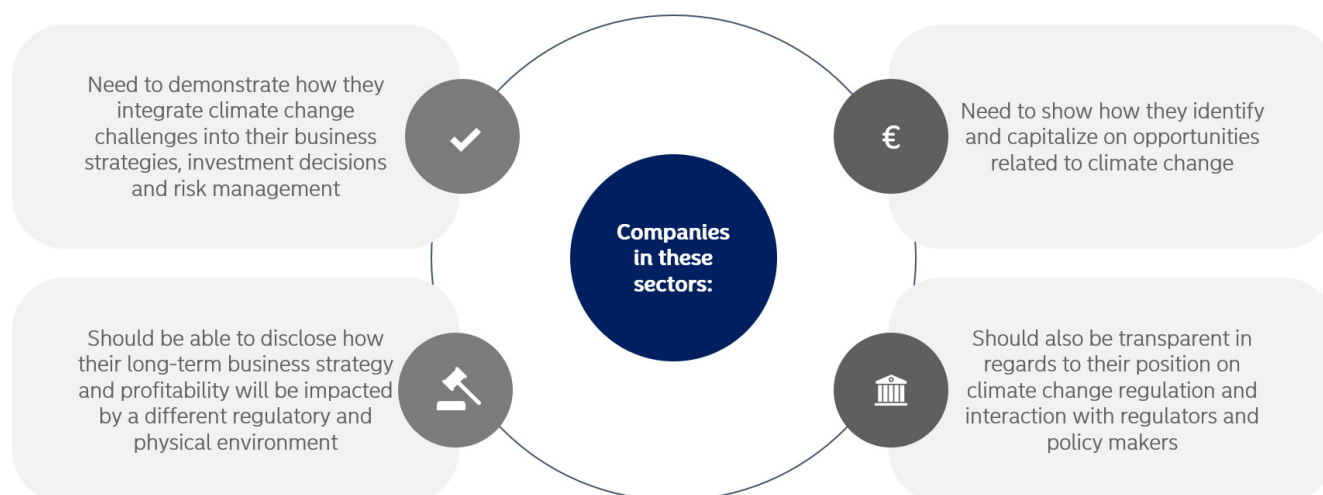 Need to demonstrate how they
integrate climate change
challenges into their business
strategies, investment decisions
and risk management
€
Need to show how they identify
and capitalize on opportunities
related to climate change
Companies
in these
sectors:
Should be able to disclose how
their long-term business strategy
and profitability will be impacted
by a different regulatory and
physical environment
Should also be transparent in
regards to their position on
climate change regulation and
interaction with regulators and
policy makers